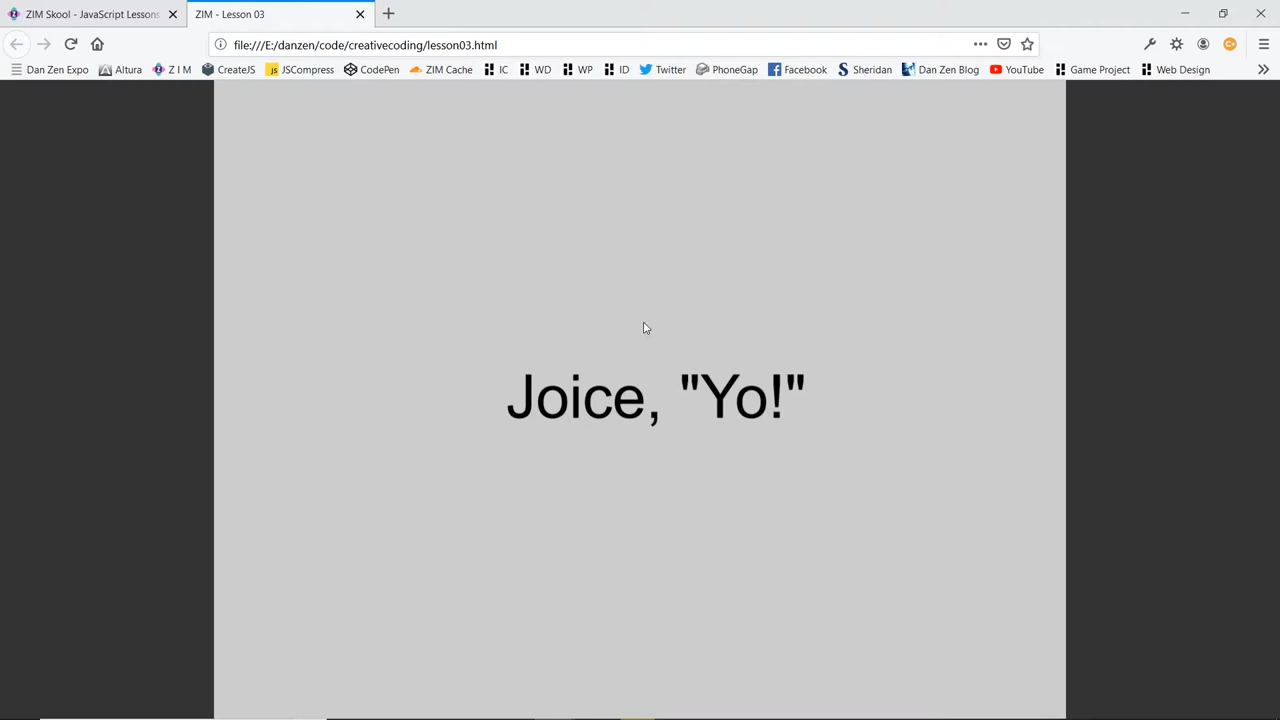 ZIM Skool - JavaScript Lessons
ZIM - Lesson 03
file:///E:/danzen/code/creativecoding/lesson03.html
Dan Zen Expo Altura Z I M CreateJS JSCompress CodePen ZIM Cache IC WD WP ID Twitter PhoneGap Facebook Sheridan Dan Zen Blog YouTube Game Project Web Design
Joice, "Yo!"